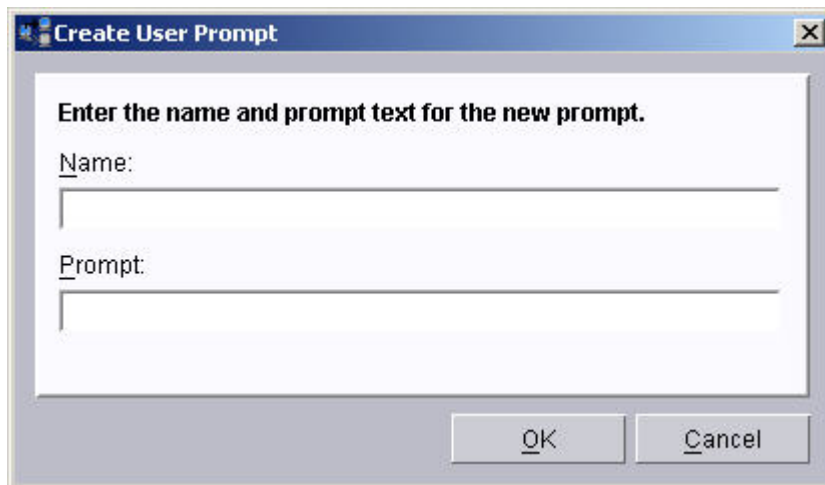 Create User Prompt
Enter the name and prompt text for the new prompt.
Name:
Prompt:
OK
Cancel